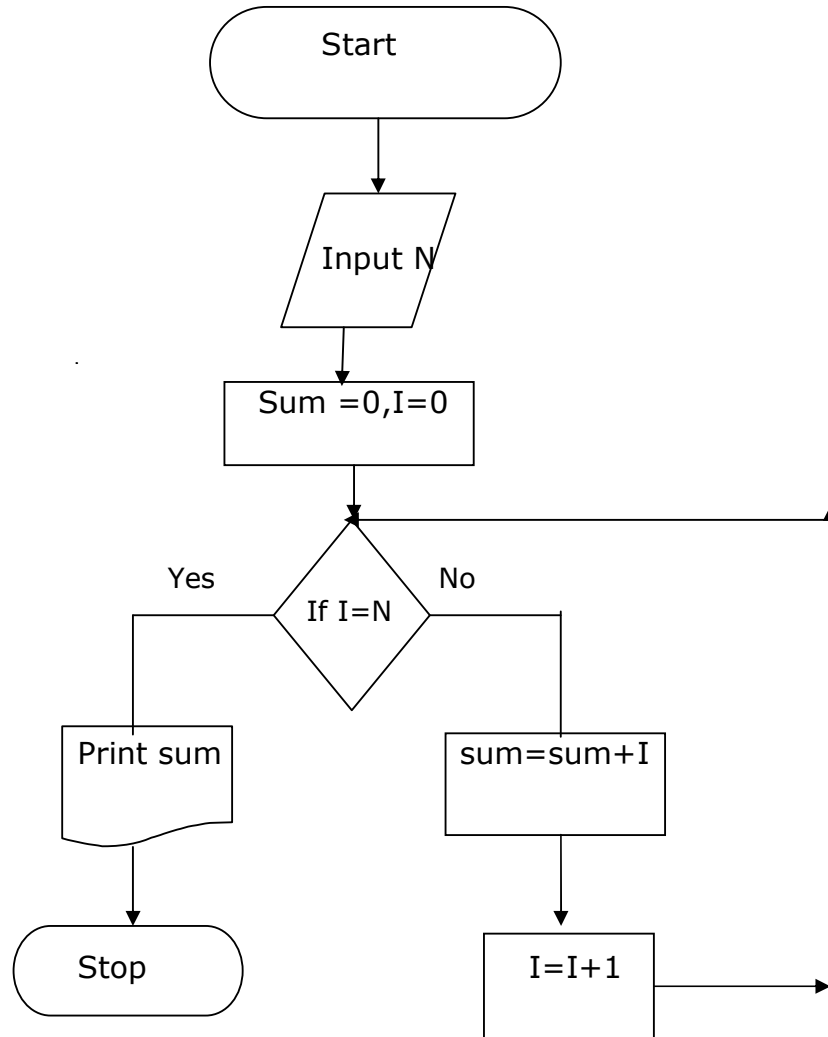 Start
Input N
Sum =0,I=0
Yes
No
If I=N
Print sum
sum=sum+I
Stop
I=I+1